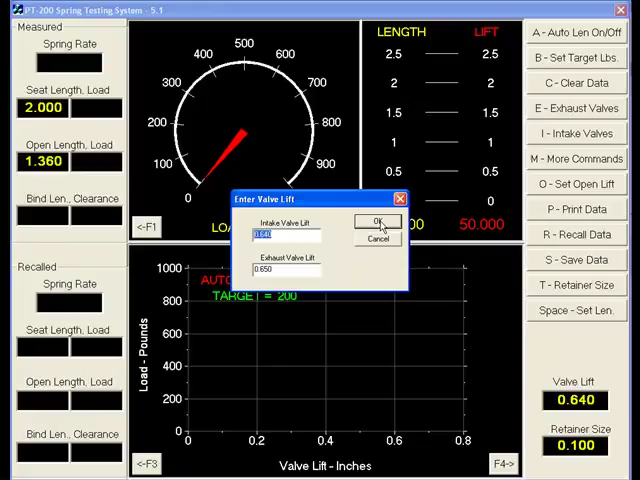 PT-200 Spring Testing System - 5.1
Measured
Spring Rate
Seat Length, Load
2.000
Open Length, Load
1.360
Bind Len., Clearance
Recalled
Spring Rate
Seat Length, Load
Open Length, Load
Bind Len., Clearance
0
100
200
300
400
500
600
700
800
900
<-F1
LENGTH LIFT
2.5 2.5
2 2
1.5 1.5
1 1
0.5 0.5
0
50.000
Enter Valve Lift
Intake Valve Lift
0.640
Exhaust Valve Lift
0.650
OK
Cancel
TARGET = 200
Load - Pounds
1000
800
600
400
200
0
0 0.2 0.4 0.6 0.8
Valve Lift - Inches
<-F3
F4->
A - Auto Len On/Off
B - Set Target Lbs.
C - Clear Data
E - Exhaust Valves
I - Intake Valves
M - More Commands
O - Set Open Lift
P - Print Data
R - Recall Data
S - Save Data
T - Retainer Size
Space - Set Len.
Valve Lift
0.640
Retainer Size
0.100